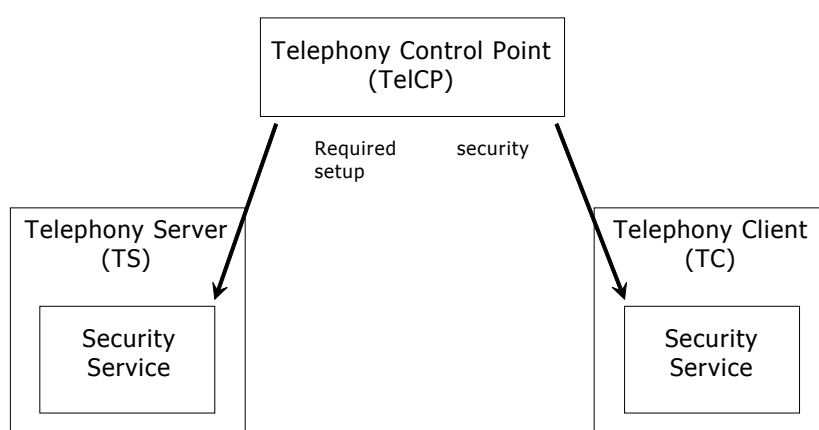 Telephony Control Point
(TelCP)
Required security
setup
Telephony Server
(TS)
Telephony Client
(TC)
Security
Service
Security
Service